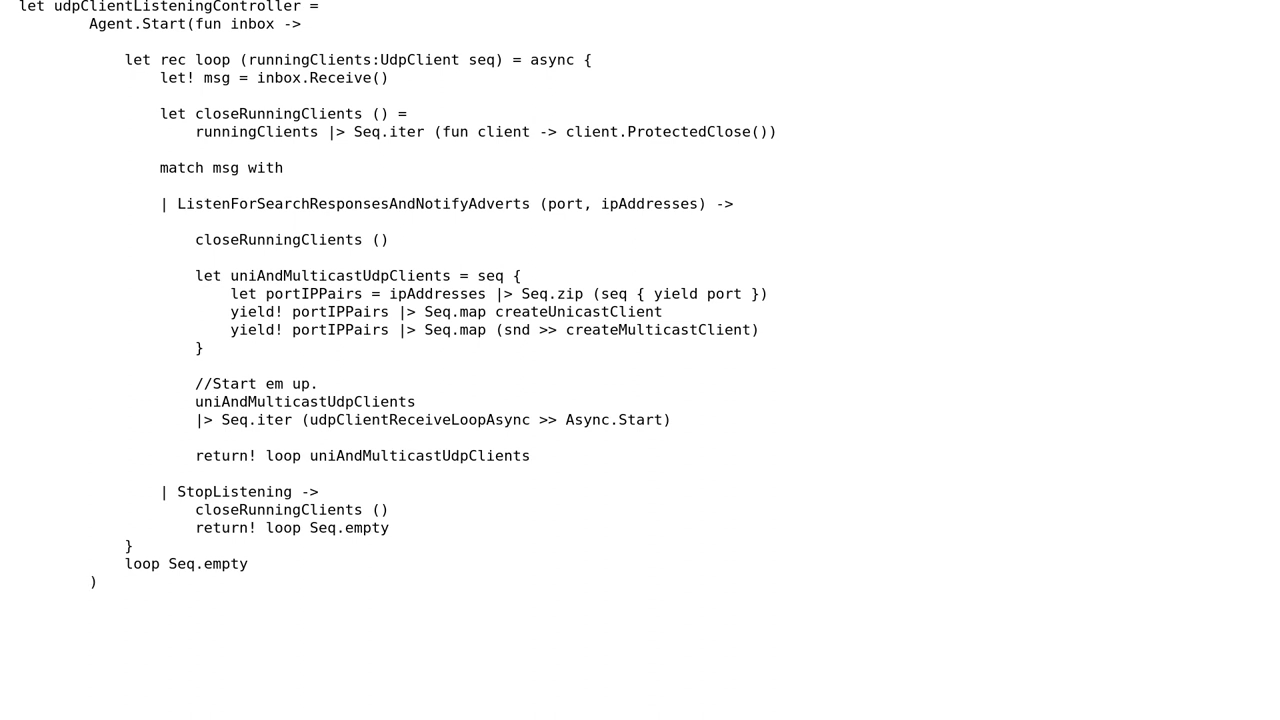 let udpClientListeningController =
Agent.Start(fun inbox ->
let rec loop (runningClients:UdpClient seq) = async {
let! msg = inbox.Receive()
let closeRunningClients () =
runningClients |> Seq.iter (fun client -> client.ProtectedClose())
match msg with
| ListenForSearchResponsesAndNotifyAdverts (port, ipAddresses) ->
closeRunningClients ()
let uniAndMulticastUdpClients = seq {
let portIPPairs = ipAddresses |> Seq.zip (seq { yield port })
yield! portIPPairs |> Seq.map createUnicastClient
yield! portIPPairs |> Seq.map (snd >> createMulticastClient)
}
//Start em up.
uniAndMulticastUdpClients
|> Seq.iter (udpClientReceiveLoopAsync >> Async.Start)
return! loop uniAndMulticastUdpClients
| StopListening ->
closeRunningClients ()
return! loop Seq.empty
}
loop Seq.empty
)